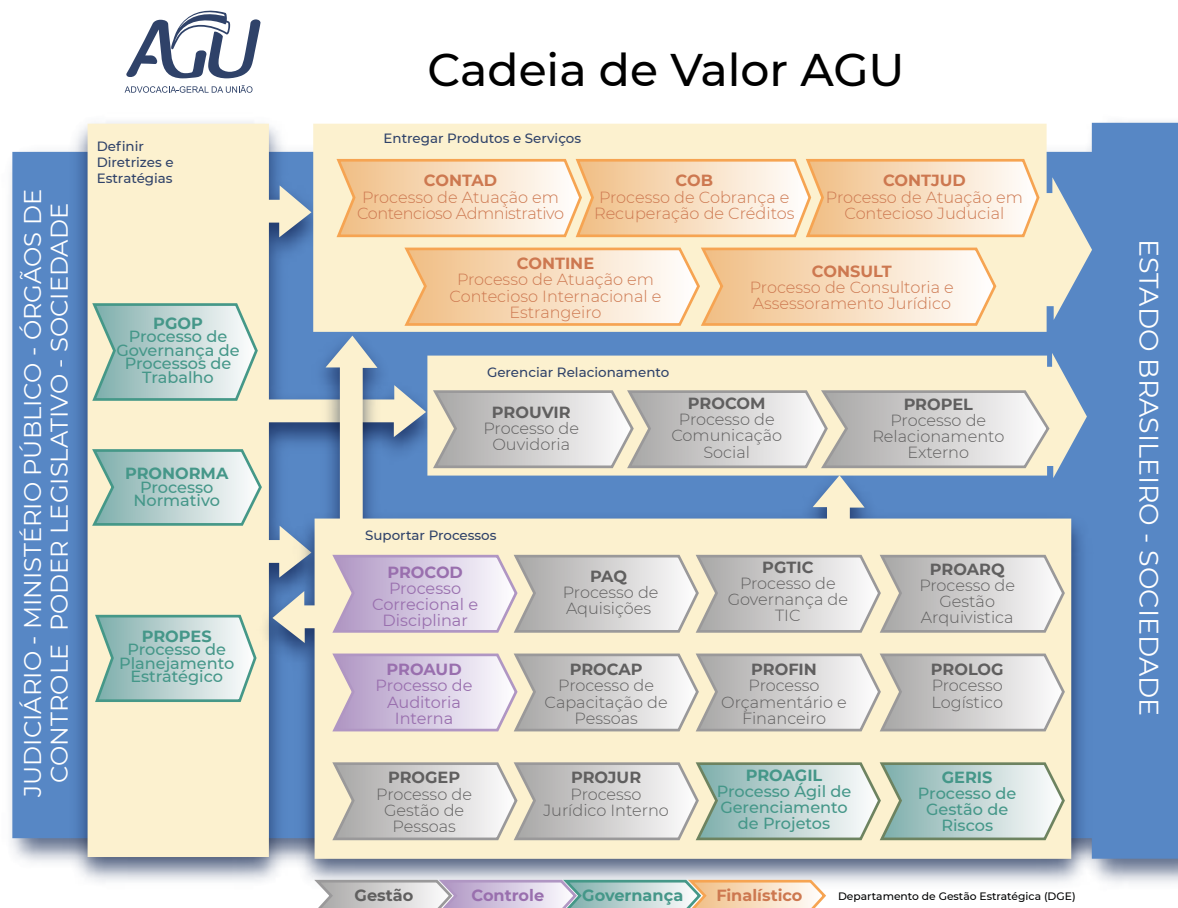 AGU
ADVOCACIA-GERAL DA UNIÃO
Cadeia de Valor AGU
JUDICIÁRIO - MINISTÉRIO PÚBLICO - ÓRGÃOS DE
CONTROLE PODER LEGISLATIVO - SOCIEDADE
Definir
Diretrizes e
Estratégias
PGOP
Processo de
Governança de
Processos de
Trabalho
PRONORMA
Processo
Normativo
PROPES
Processo de
Planejamento
Estratégico
Entregar Produtos e Serviços
CONTAD
Processo de Atuação em
Contencioso Admnistrativo
COB
Processo de Cobrança e
Recuperação de Créditos
CONTJUD
Processo de Atuação em
Contecioso Juducial
CONTINE
Processo de Atuação em
Contecioso Internacional e
Estrangeiro
CONSULT
Processo de Consultoria e
Assessoramento Jurídico
Gerenciar Relacionamento
PROUVIR
Processo de
Ouvidoria
PROCOM
Processo de
Comunicação
Social
PROPEL
Processo de
Relacionamento
Externo
Suportar Processos
PROCOD
Processo
Correcional e
Disciplinar
PAQ
Processo de
Aquisições
PGTIC
Processo de
Governança de
TIC
PROARQ
Processo de
Gestão
Arquivistica
PROAUD
Processo de
Auditoria
Interna
PROCAP
Processo de
Capacitação de
Pessoas
PROFIN
Processo
Orçamentário e
Financeiro
PROLOG
Processo
Logístico
PROGEP
Processo de
Gestão de
Pessoas
PROJUR
Processo
Jurídico Interno
PROAGIL
Processo Ágil de
Gerenciamento
de Projetos
GERIS
Processo de
Gestão de
Riscos
ESTADO BRASILEIRO - SOCIEDADE
Gestão
Controle
Governança
Finalístico
Departamento de Gestão Estratégica (DGE)